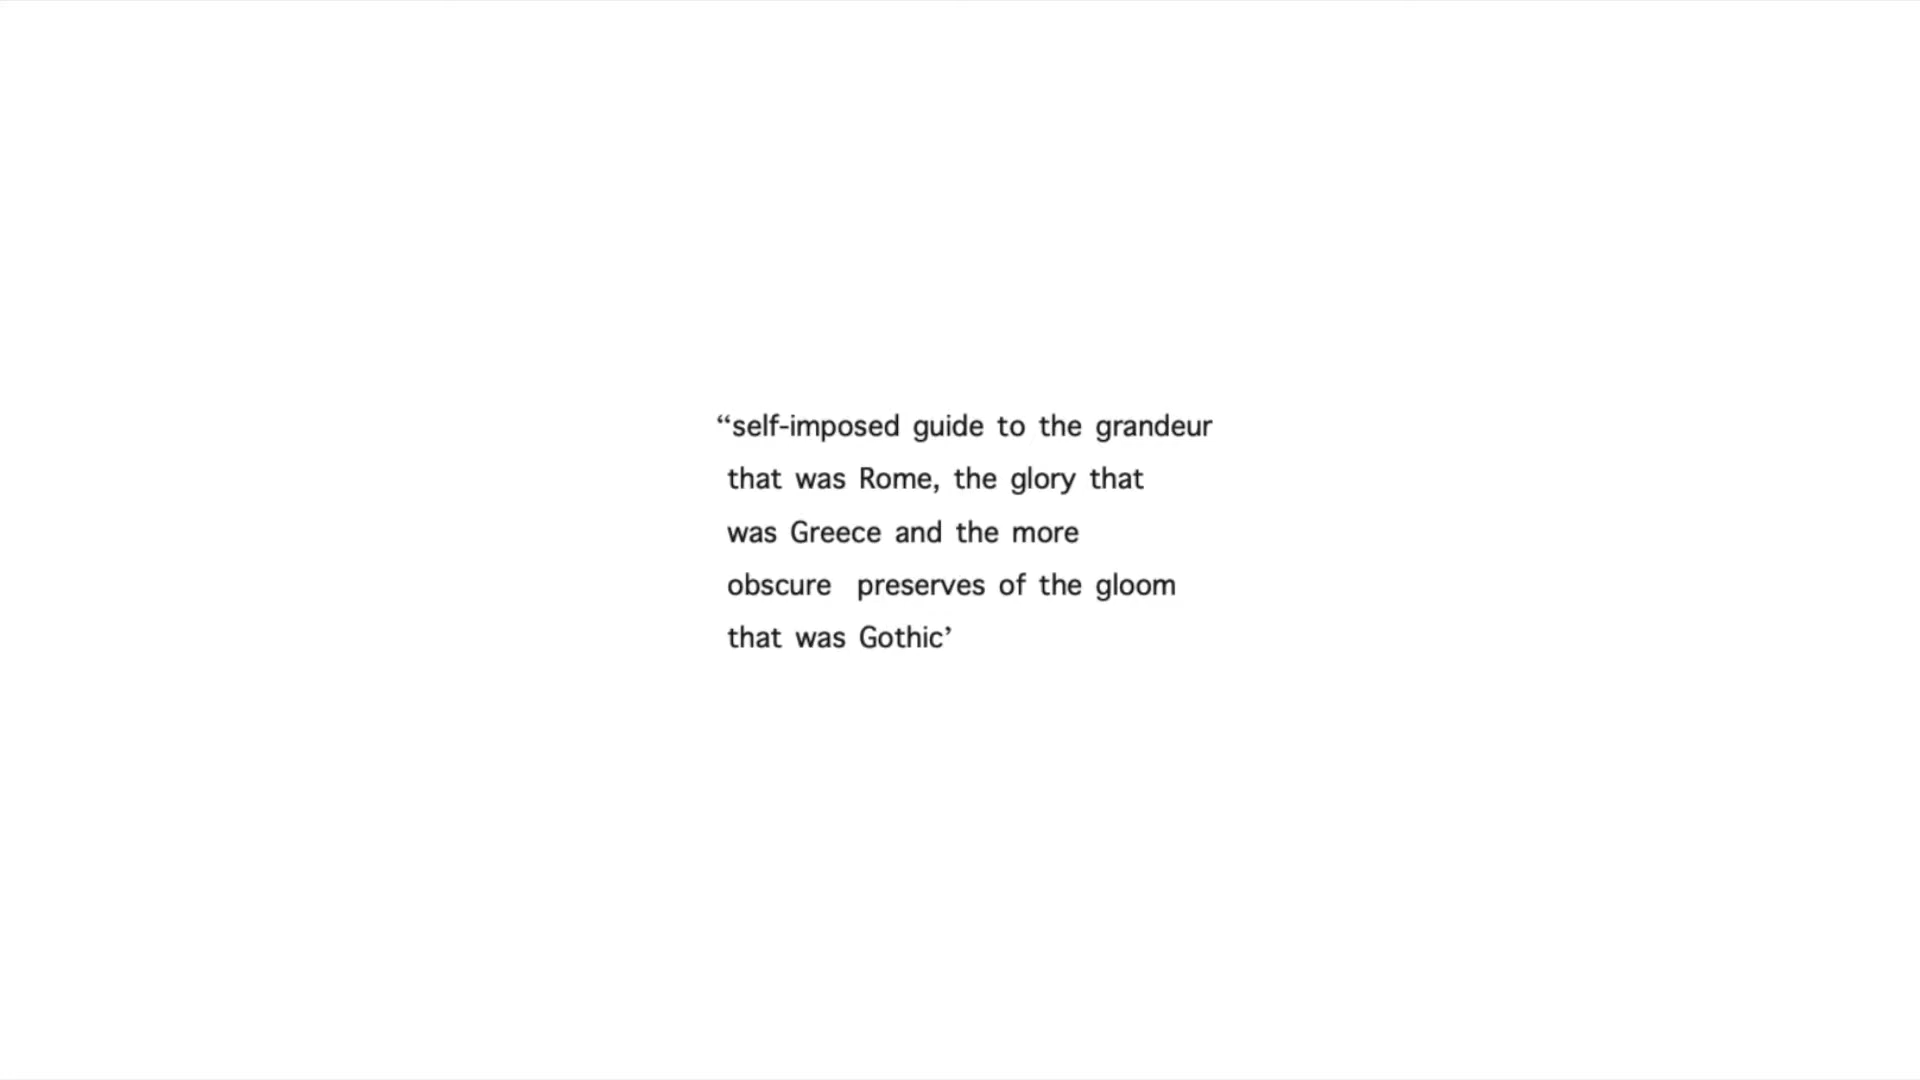 “self-imposed guide to the grandeur
that was Rome, the glory that
was Greece and the more
obscure  preserves of the gloom
that was Gothic’